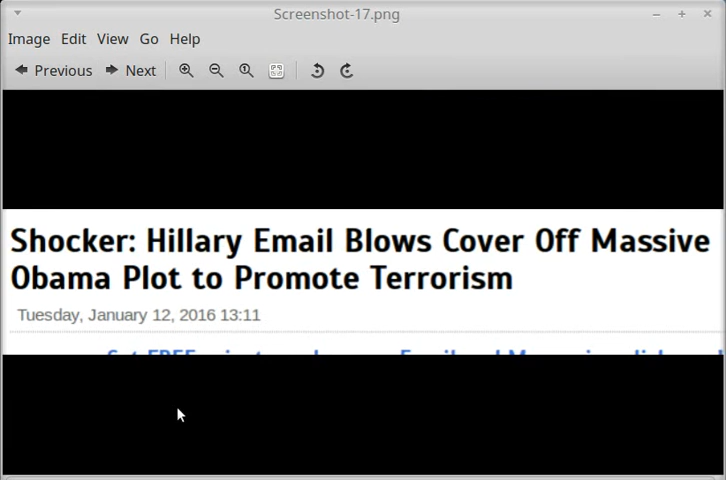 Screenshot-17.png
Image Edit View Go Help
Previous Next
Shocker: Hillary Email Blows Cover Off Massive
Obama Plot to Promote Terrorism
Tuesday, January 12, 2016 13:11